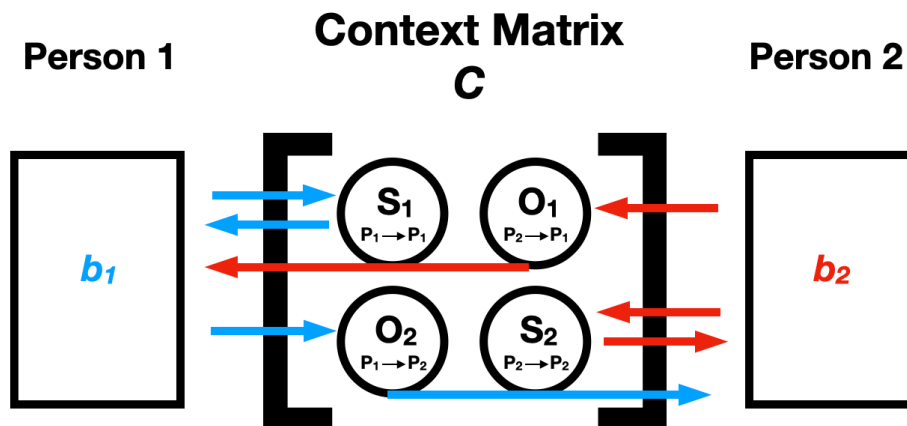 Person 1
Context Matrix
C
Person 2
b₁
S₁
P₁→P₁
O₁
P₂→P₁
O₂
P₁→P₂
S₂
P₂→P₂
b₂